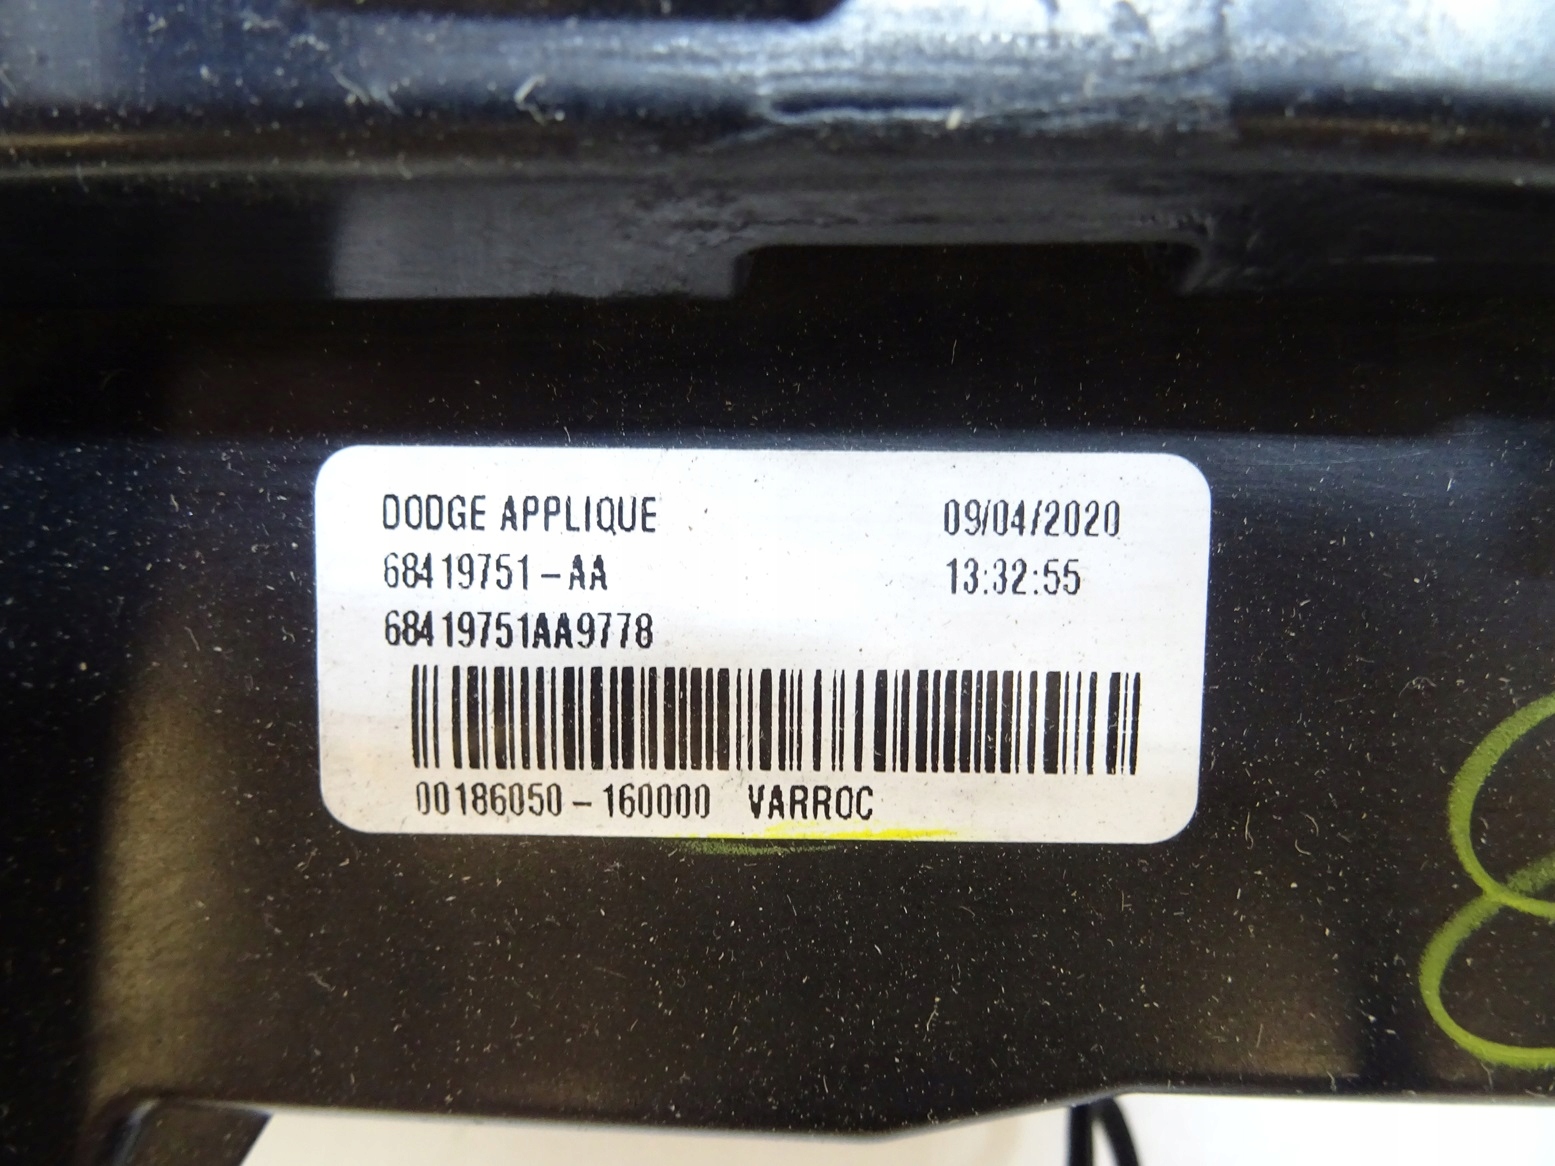 DODGE APPLIQUE 09/04/2020
68419751-AA 13:32:55
68419751AA9778
00186050-160000 VARROC